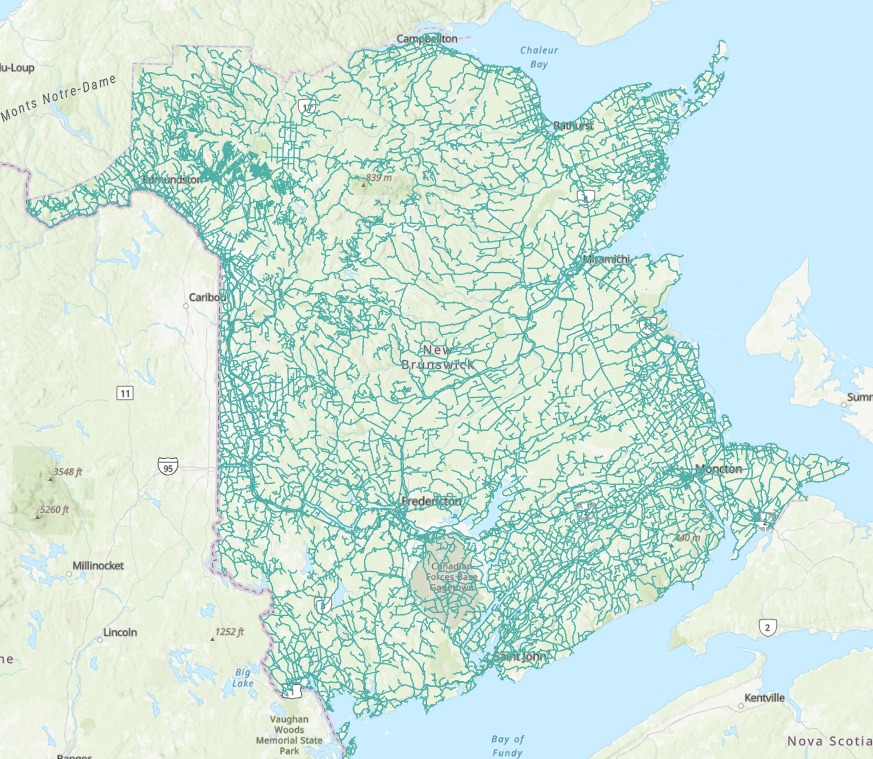 Campbellton
Chaleur
Bay
du-Loup
Monts Notre-Dame
17
Bathurst
Edmundston
839 m
Miramichi
Caribou
New
Brunswick
11
Summ
95
3548 ft
5260 ft
Moncton
Fredericton
2
440 m
Millinocket
Canadian
Forces Base
Gagetown
Lincoln
1252 ft
2
ne
Saint John
Big
Lake
1
Kentville
Vaughan
Woods
Memorial State
Park
Bay of
Fundy
Nova Scotia
Bangor